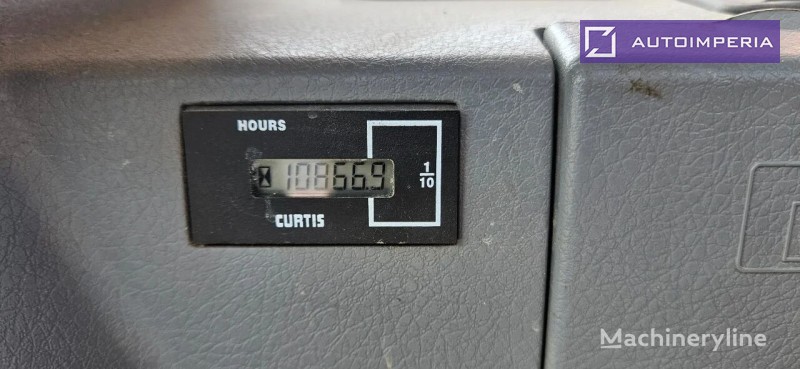 AUTOIMPERIA
HOURS
10866.9
1/10
CURTIS
Machineryline